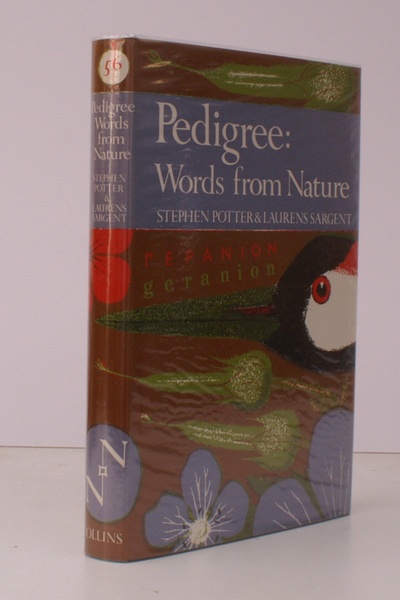 56
Pedigree
Words
from
Nature
STEPHEN
POTTER
&
LAURENS
SARGENT
N
N
COLLINS
Pedigree:
Words from Nature
STEPHEN POTTER & LAURENS SARGENT
ΓΕΡΑΝΙΟΝ
geranion